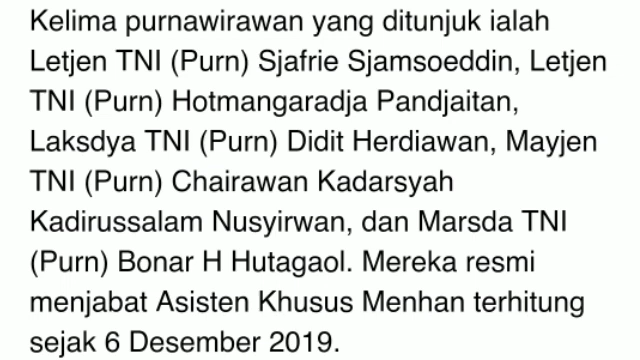 Kelima purnawirawan yang ditunjuk ialah
Letjen TNI (Purn) Sjafrie Sjamsoeddin, Letjen
TNI (Purn) Hotmangaradja Pandjaitan,
Laksdya TNI (Purn) Didit Herdiawan, Mayjen
TNI (Purn) Chairawan Kadarsyah
Kadirussalam Nusyirwan, dan Marsda TNI
(Purn) Bonar H Hutagaol. Mereka resmi
menjabat Asisten Khusus Menhan terhitung
sejak 6 Desember 2019.